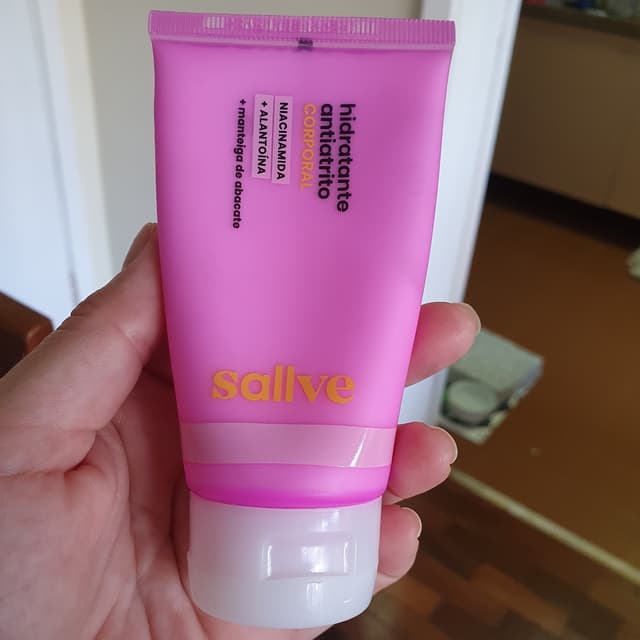 hidratante
antiatrito
CORPORAL
NIACINAMIDA
+ ALANTOÍNA
+ manteiga de abacate
sallve